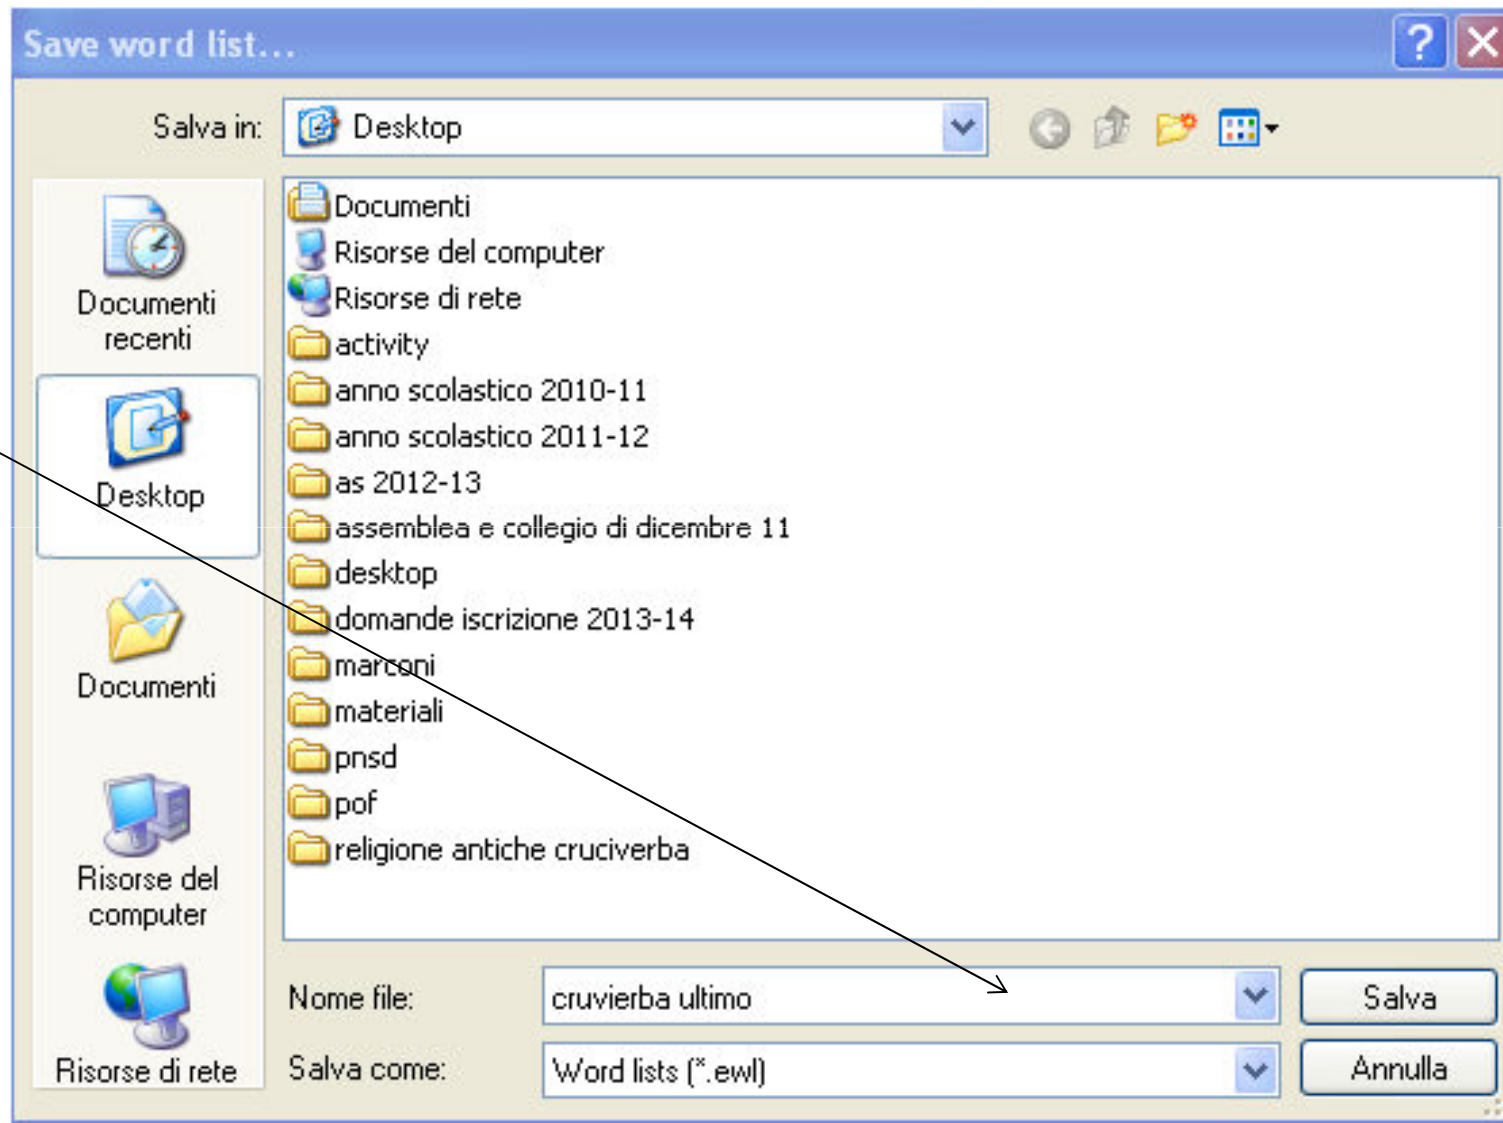 Save word list...
Salva in:
Desktop
Documenti
recenti
Desktop
Documenti
Risorse del
computer
Risorse di rete
Documenti
Risorse del computer
Risorse di rete
activity
anno scolastico 2010-11
anno scolastico 2011-12
as 2012-13
assemblea e collegio di dicembre 11
desktop
domande iscrizione 2013-14
marconi
materiali
pnsd
pof
religione antiche cruciverba
Nome file:
cruvierba ultimo
Salva
Salva come:
Word lists (*.ewl)
Annulla